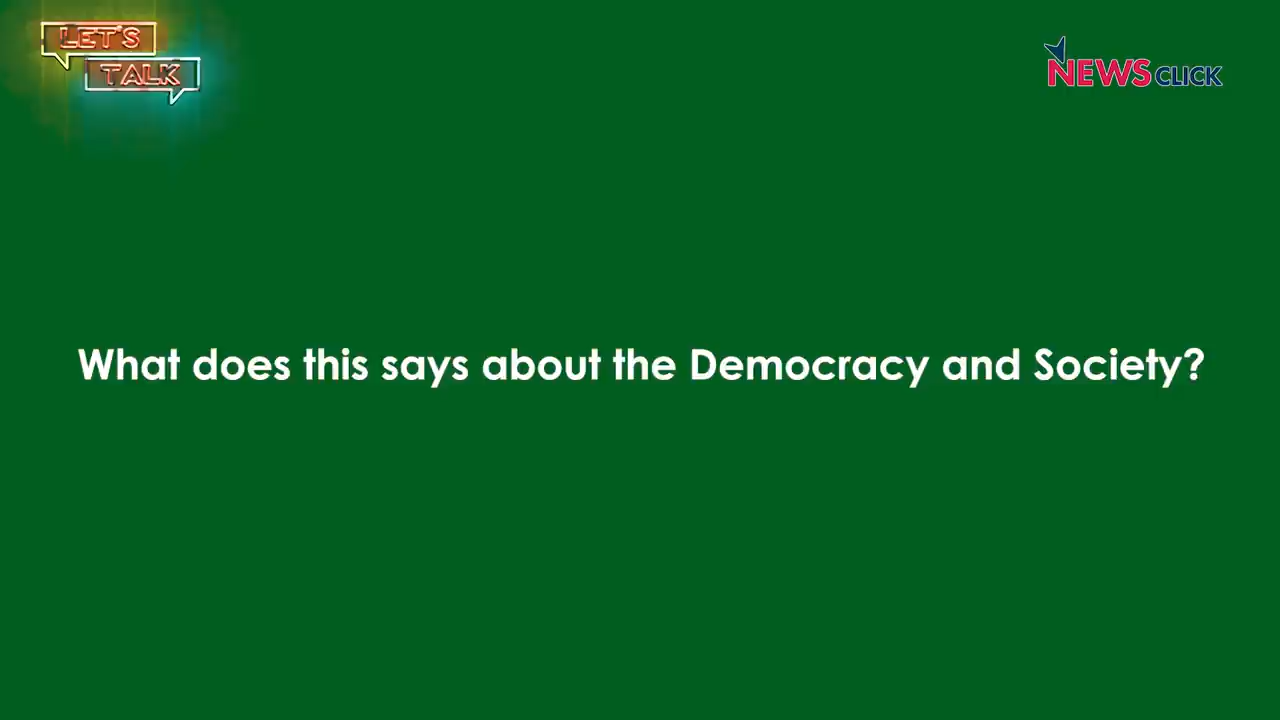 LET'S
TALK
NEWSCLICK
What does this says about the Democracy and Society?